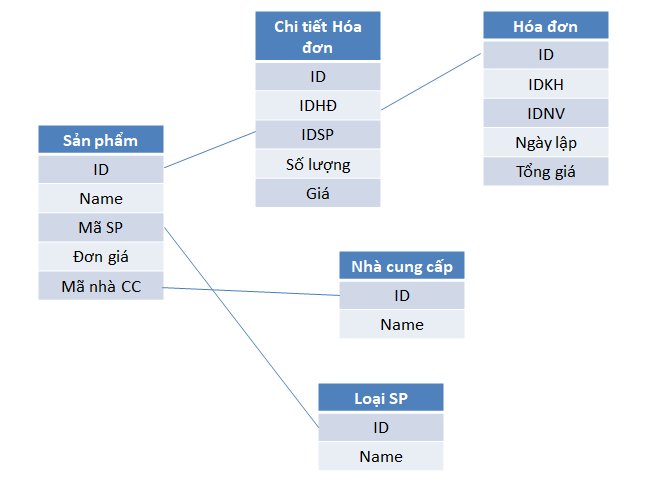 Chi tiết Hóa
đơn
ID
IDHĐ
IDSP
Số lượng
Giá
Hóa đơn
ID
IDKH
IDNV
Ngày lập
Tổng giá
Sản phẩm
ID
Name
Mã SP
Đơn giá
Mã nhà CC
Nhà cung cấp
ID
Name
Loại SP
ID
Name